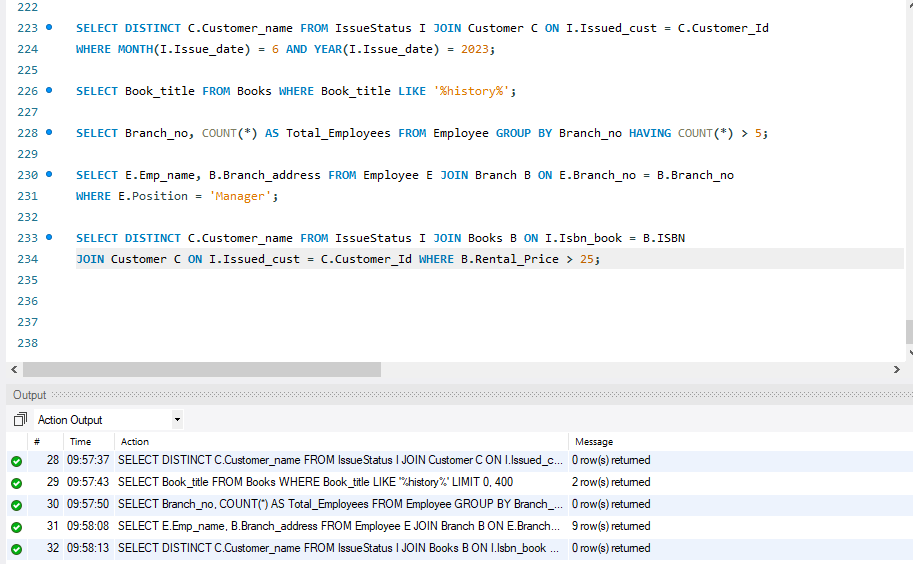 222
223 SELECT DISTINCT C.Customer_name FROM IssueStatus I JOIN Customer C ON I.Issued_cust = C.Customer_Id
224 WHERE MONTH(I.Issue_date) = 6 AND YEAR(I.Issue_date) = 2023;
225
226 SELECT Book_title FROM Books WHERE Book_title LIKE '%history%';
227
228 SELECT Branch_no, COUNT(*) AS Total_Employees FROM Employee GROUP BY Branch_no HAVING COUNT(*) > 5;
229
230 SELECT E.Emp_name, B.Branch_address FROM Employee E JOIN Branch B ON E.Branch_no = B.Branch_no
231 WHERE E.Position = 'Manager';
232
233 SELECT DISTINCT C.Customer_name FROM IssueStatus I JOIN Books B ON I.Isbn_book = B.ISBN
234 JOIN Customer C ON I.Issued_cust = C.Customer_Id WHERE B.Rental_Price > 25;
235
236
237
238
Output
Action Output
# Time Action Message
28 09:57:37 SELECT DISTINCT C.Customer_name FROM IssueStatus I JOIN Customer C ON I.Issued_c... 0 row(s) returned
29 09:57:43 SELECT Book_title FROM Books WHERE Book_title LIKE '%history%' LIMIT 0, 400 2 row(s) returned
30 09:57:50 SELECT Branch_no, COUNT(*) AS Total_Employees FROM Employee GROUP BY Branch_... 0 row(s) returned
31 09:58:08 SELECT E.Emp_name, B.Branch_address FROM Employee E JOIN Branch B ON E.Branch... 9 row(s) returned
32 09:58:13 SELECT DISTINCT C.Customer_name FROM IssueStatus I JOIN Books B ON I.Isbn_book ... 0 row(s) returned